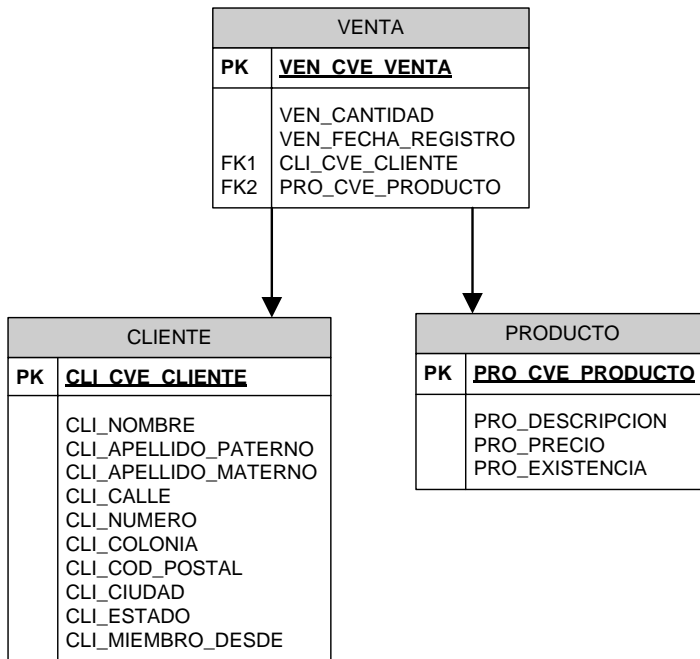 VENTA
PK VEN_CVE_VENTA
VEN_CANTIDAD
VEN_FECHA_REGISTRO
FK1 CLI_CVE_CLIENTE
FK2 PRO_CVE_PRODUCTO
CLIENTE
PK CLI_CVE_CLIENTE
CLI_NOMBRE
CLI_APELLIDO_PATERNO
CLI_APELLIDO_MATERNO
CLI_CALLE
CLI_NUMERO
CLI_COLONIA
CLI_COD_POSTAL
CLI_CIUDAD
CLI_ESTADO
CLI_MIEMBRO_DESDE
PRODUCTO
PK PRO_CVE_PRODUCTO
PRO_DESCRIPCION
PRO_PRECIO
PRO_EXISTENCIA